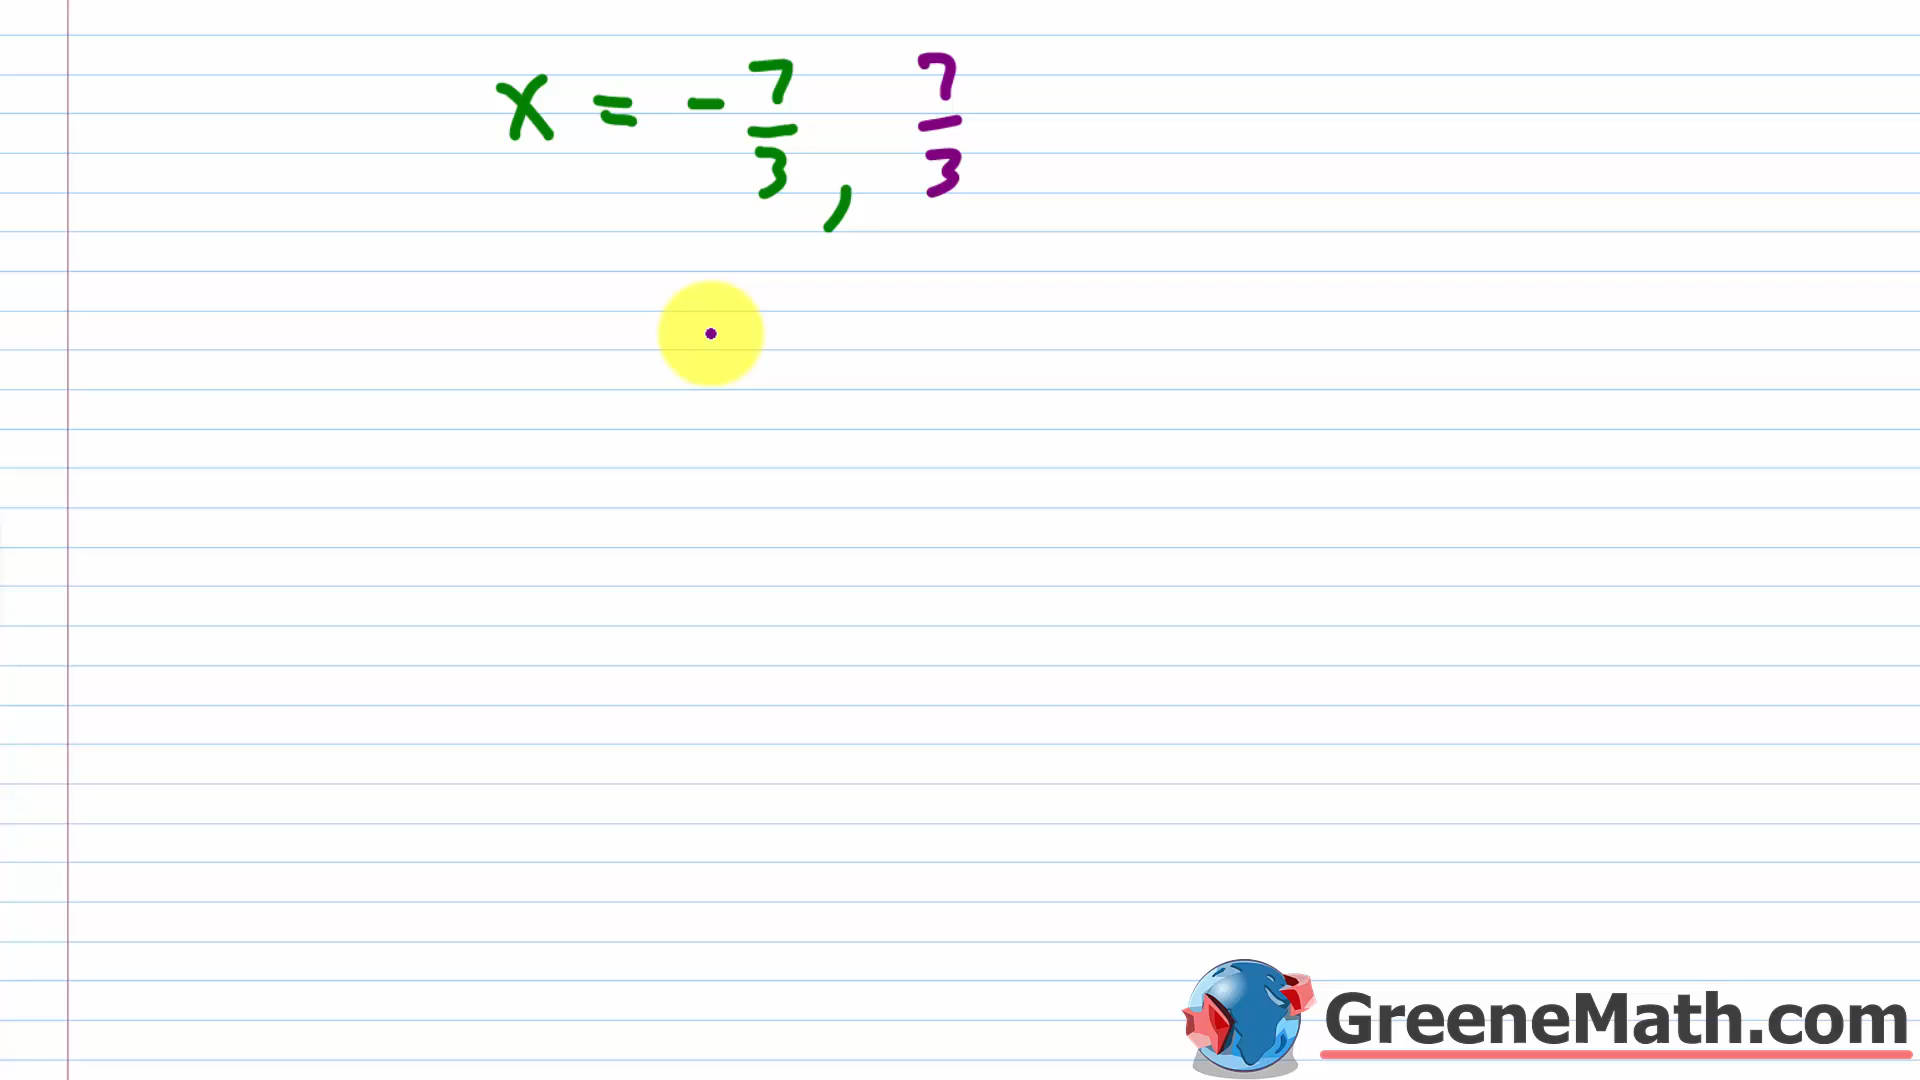 x = - 7/3 , 7/3
GreeneMath.com